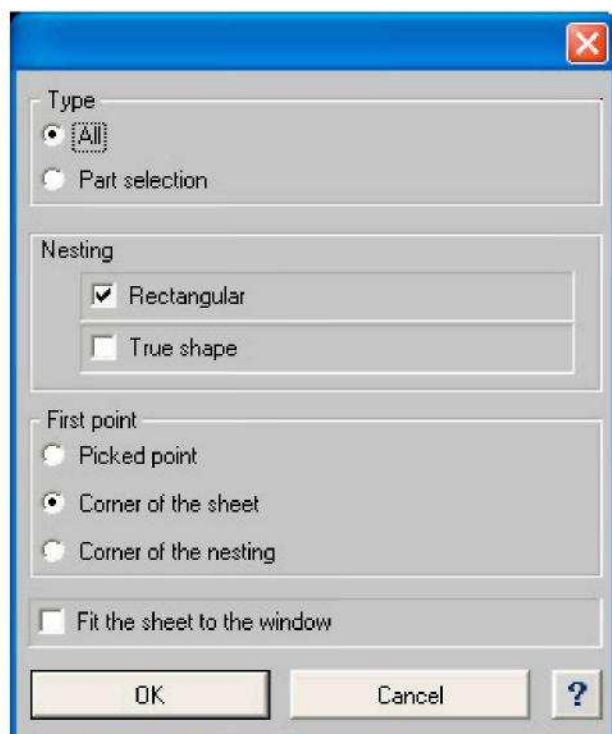 Type
All
Part selection
Nesting
Rectangular
True shape
First point
Picked point
Corner of the sheet
Corner of the nesting
Fit the sheet to the window
OK Cancel ?